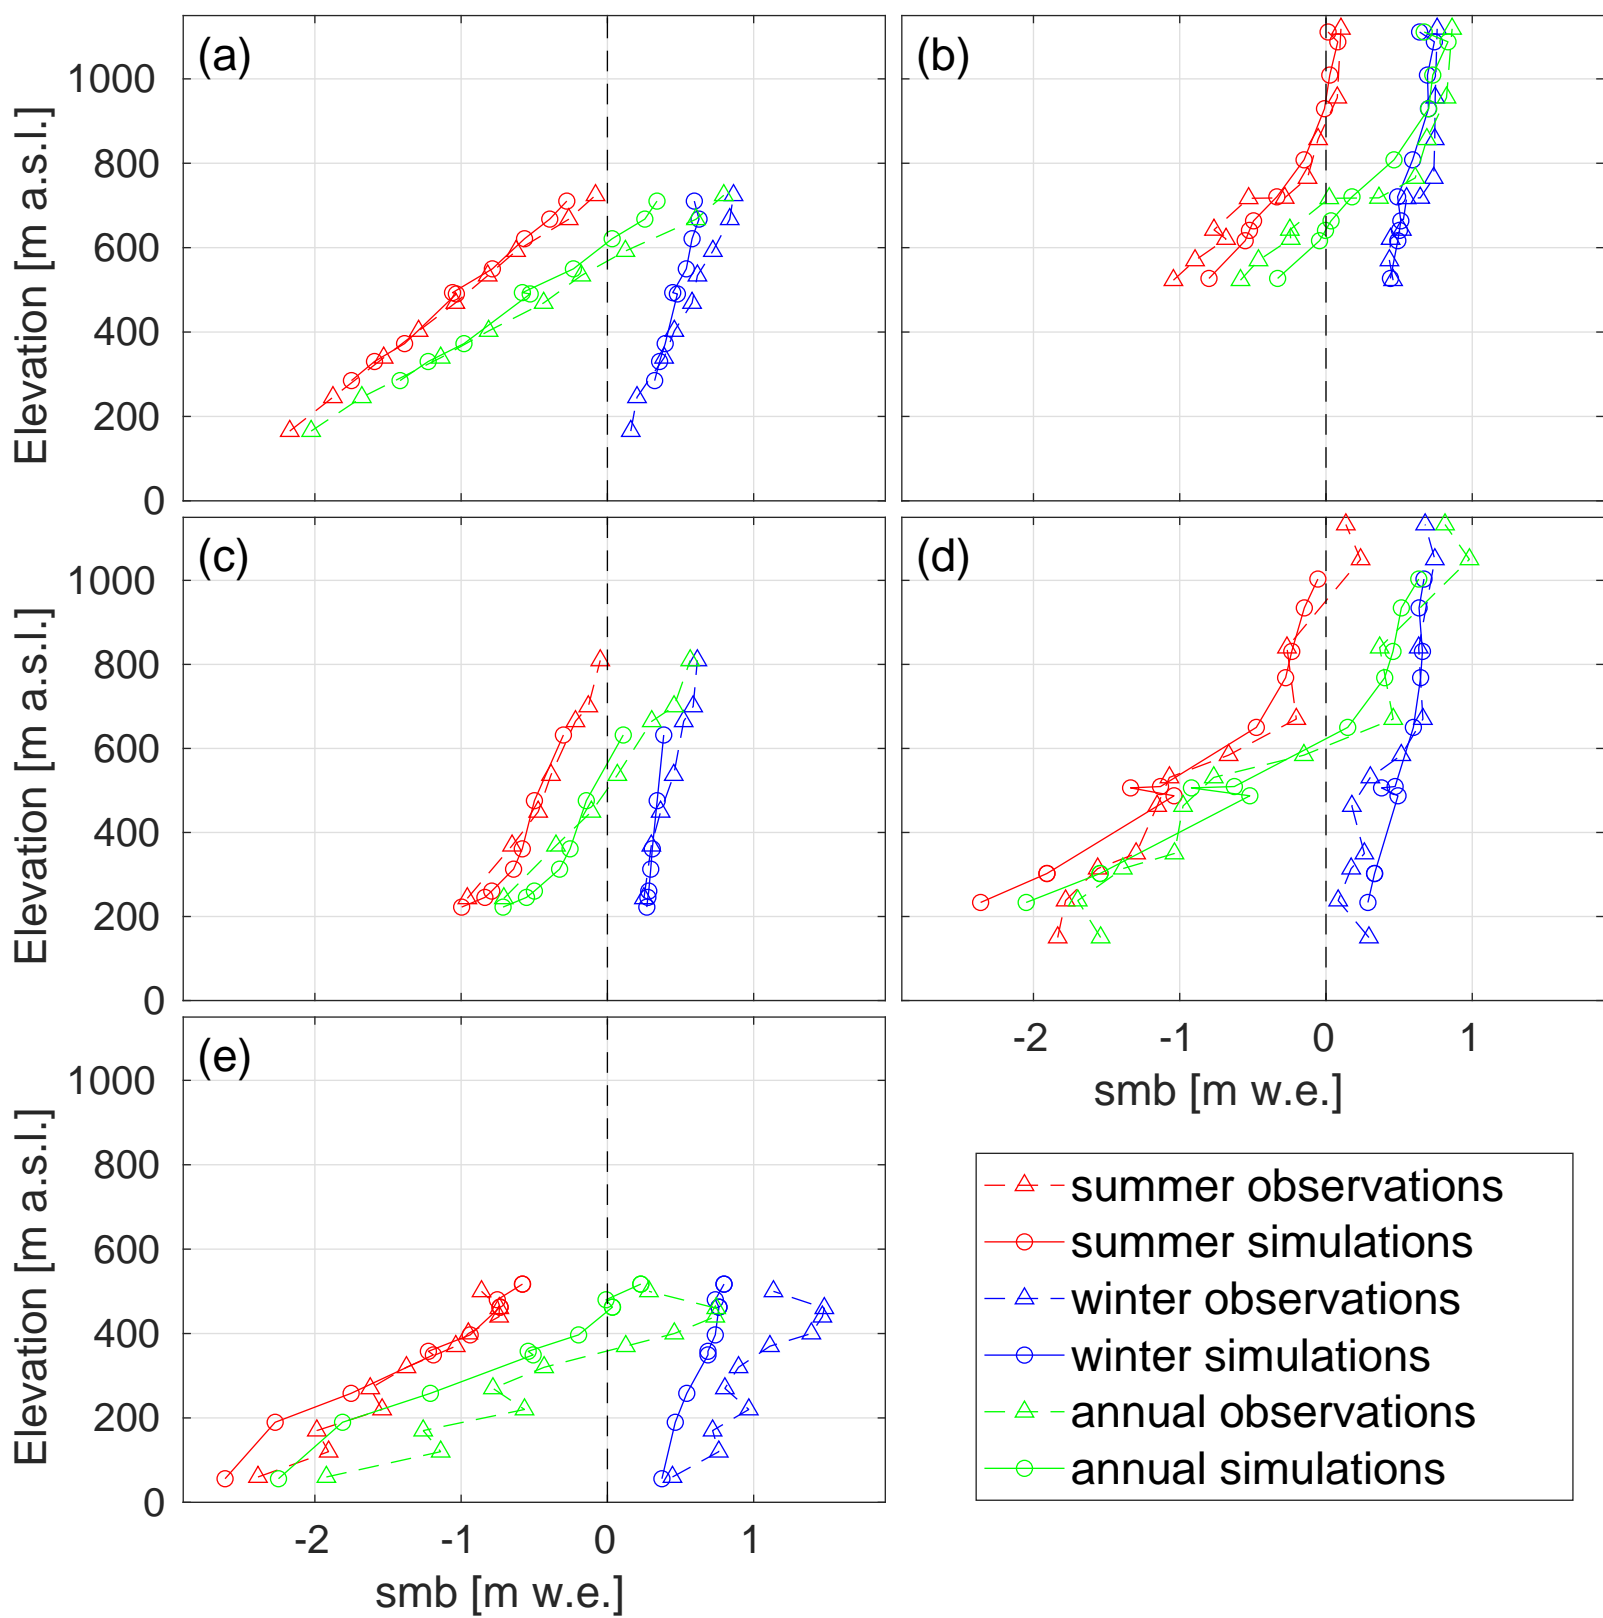 (a)
(b)
Elevation [m a.s.l.]
1000
800
600
400
200
0
(c)
(d)
Elevation [m a.s.l.]
1000
800
600
400
200
0
-2 -1 0 1
smb [m w.e.]
(e)
Elevation [m a.s.l.]
1000
800
600
400
200
0
-2 -1 0 1
smb [m w.e.]
summer observations
summer simulations
winter observations
winter simulations
annual observations
annual simulations